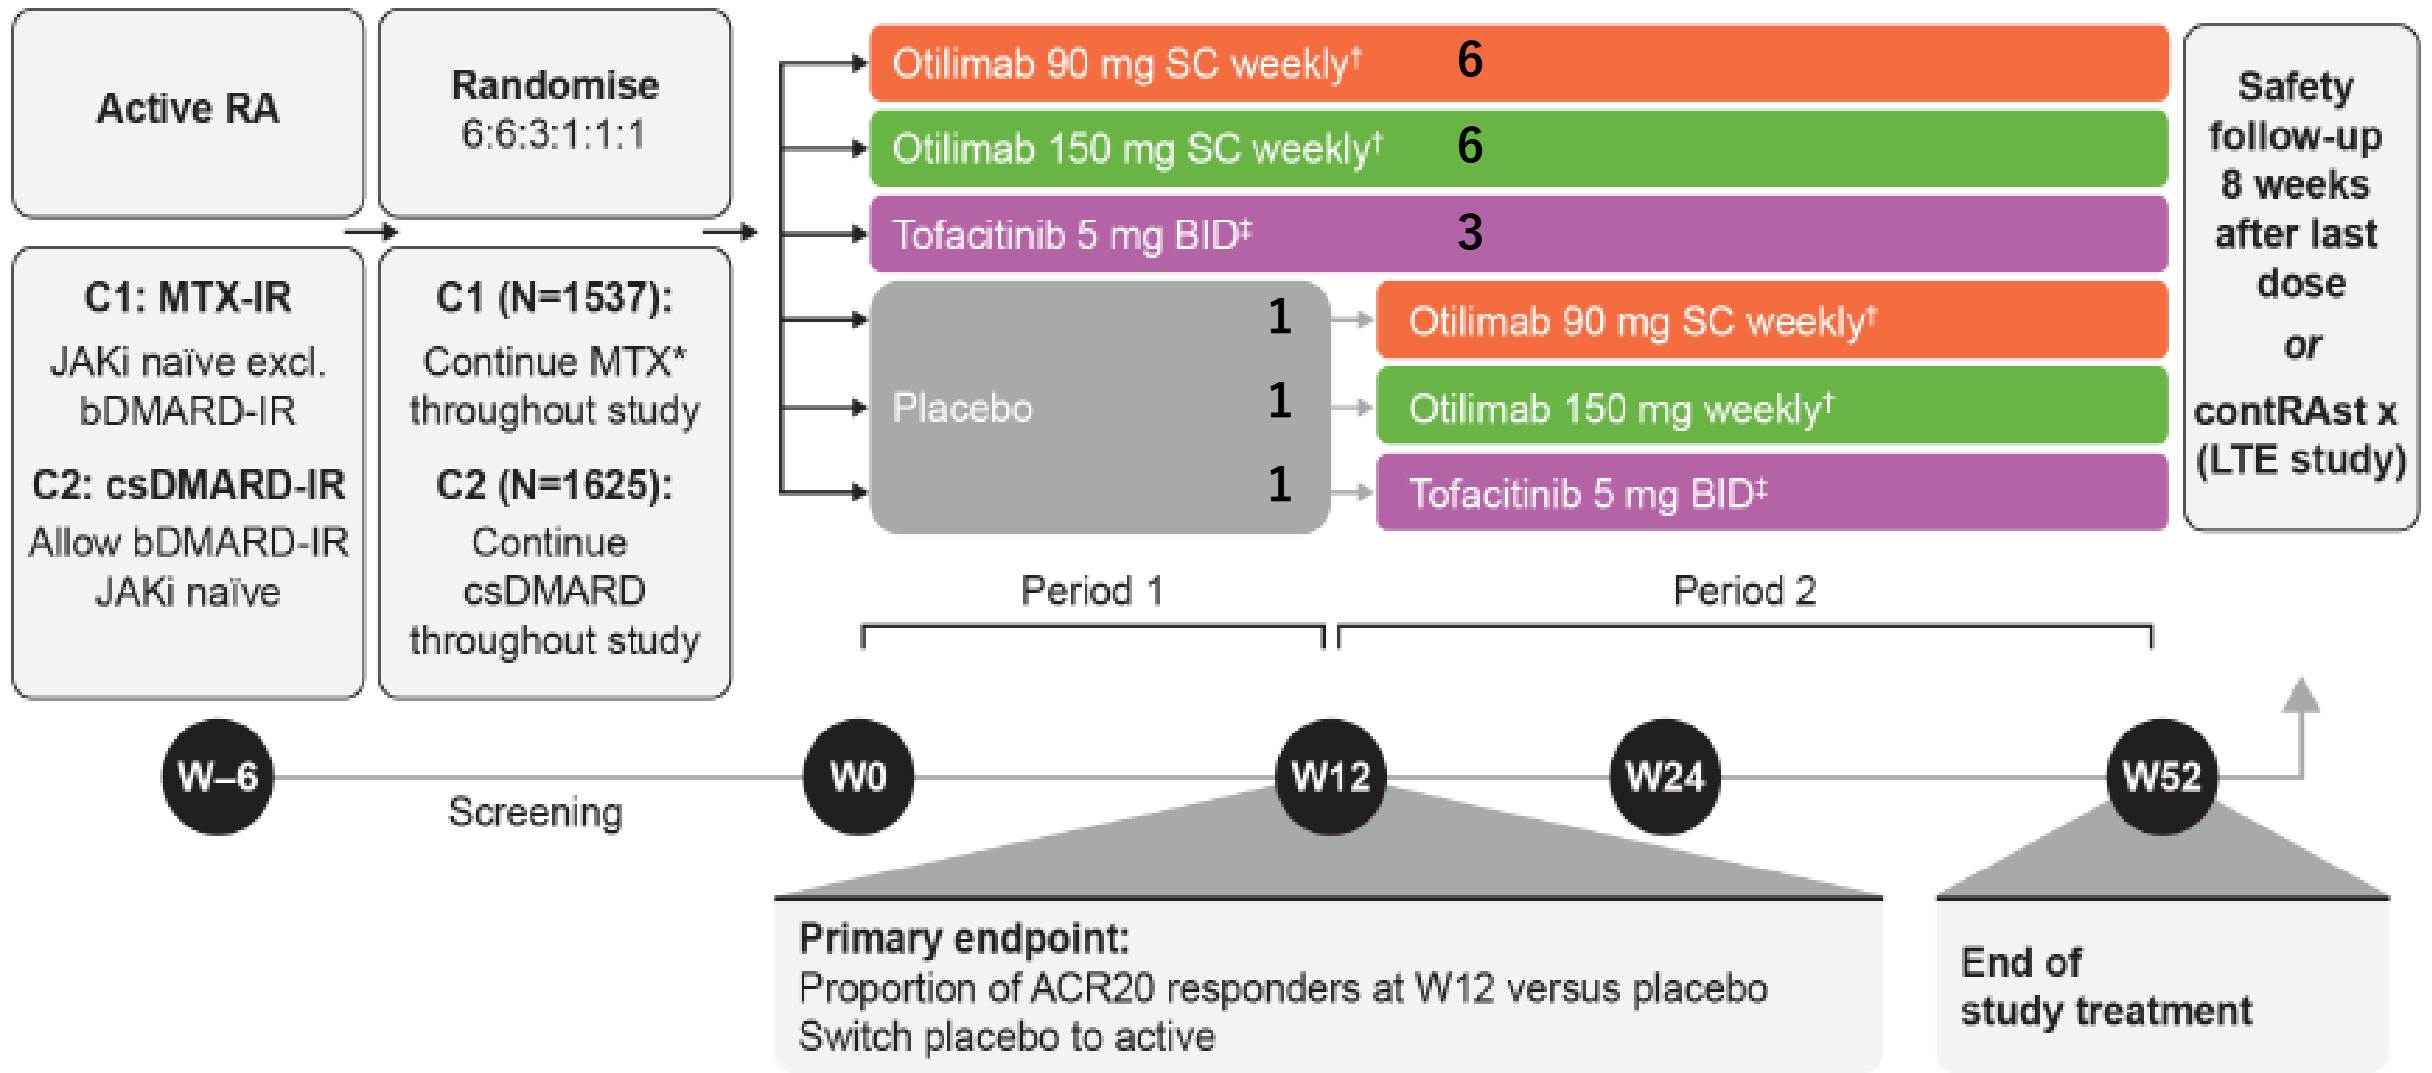 Active RA
C1: MTX-IR
JAKi naïve excl.
bDMARD-IR
C2: csDMARD-IR
Allow bDMARD-IR
JAKi naïve
Randomise
6:6:3:1:1:1
C1 (N=1537):
Continue MTX*
throughout study
C2 (N=1625):
Continue
csDMARD
throughout study
Otilimab 90 mg SC weekly† 6
Otilimab 150 mg SC weekly† 6
Tofacitinib 5 mg BID‡ 3
Placebo
1
1
1
Otilimab 90 mg SC weekly†
Otilimab 150 mg weekly†
Tofacitinib 5 mg BID‡
Safety
follow-up
8 weeks
after last
dose
or
contRAst x
(LTE study)
Period 1
Period 2
W–6
Screening
W0
W12
W24
W52
Primary endpoint:
Proportion of ACR20 responders at W12 versus placebo
Switch placebo to active
End of
study treatment